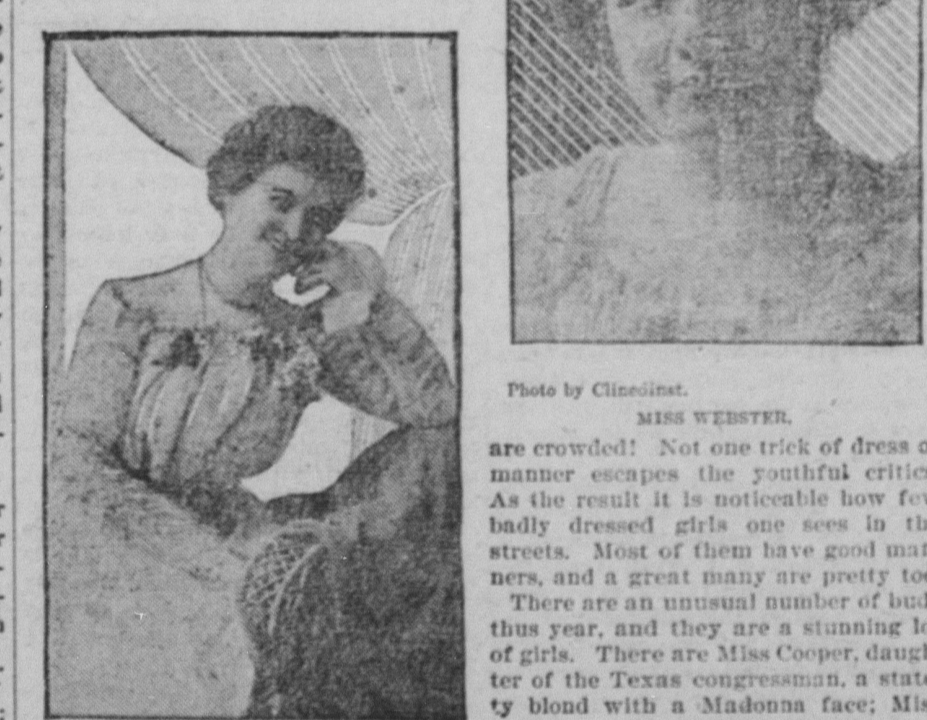 Photo by Clinedinst.
MISS WEBSTER.
are crowded! Not one trick of dress o
manner escapes the youthful critic
As the result it is noticeable how few
badly dressed girls one sees in th
streets. Most of them have good man
ners, and a great many are pretty too
There are an unusual number of bud
thus year, and they are a stunning lo
of girls. There are Miss Cooper, daugh
ter of the Texas congressman, a state
ty blond with a Madonna face; Mis